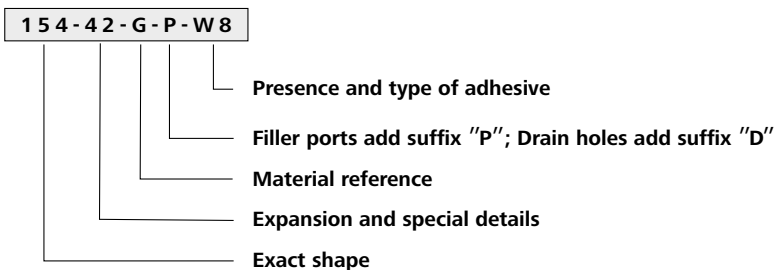 154-42-G-P-W8
Presence and type of adhesive
Filler ports add suffix ″P″; Drain holes add suffix ″D″
Material reference
Expansion and special details
Exact shape